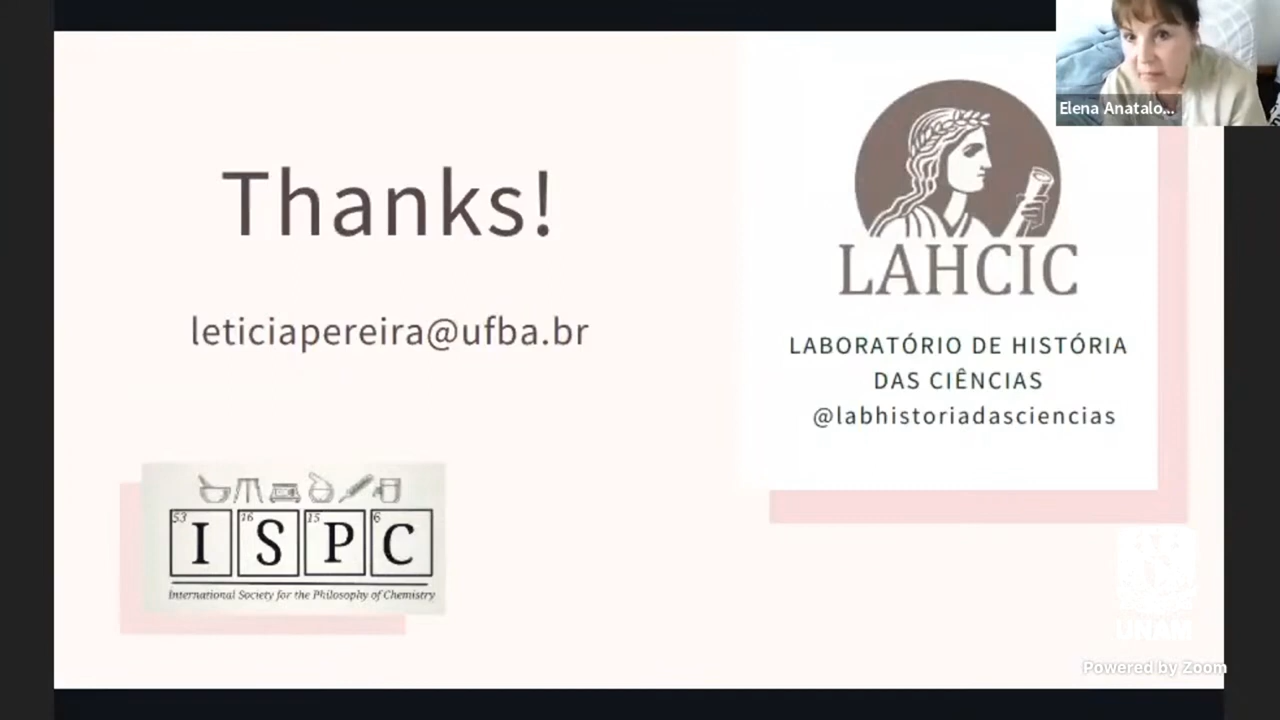 Elena Anatalo...
Thanks!
leticiapereira@ufba.br
LAHCIC
LABORATÓRIO DE HISTÓRIA
DAS CIÊNCIAS
@labhistoriadasciencias
53 16 15 6
I S P C
International Society for the Philosophy of Chemistry
UNAM
Powered by Zoom